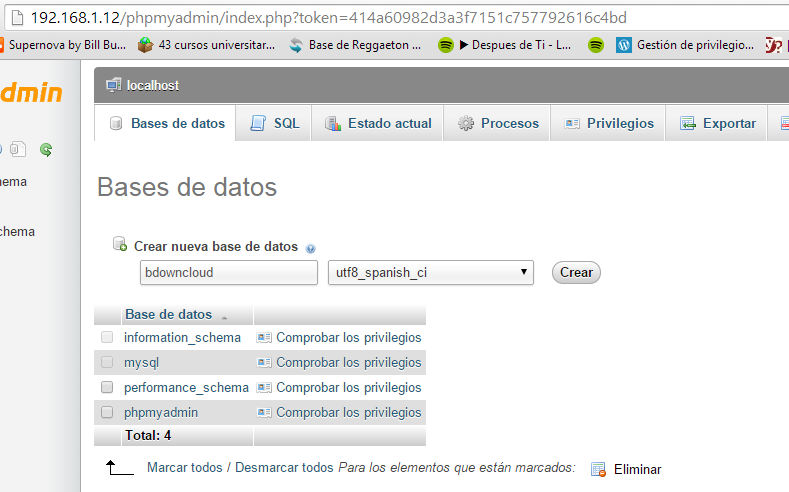 192.168.1.12/phpmyadmin/index.php?token=414a60982d3a3f7151c757792616c4bd
Supernova by Bill Bu... 43 cursos universitar... Base de Reggaeton ... Despues de Ti - L... Gestión de privilegio...
admin
localhost
Bases de datos SQL Estado actual Procesos Privilegios Exportar
hema
chema
Bases de datos
Crear nueva base de datos
bdowncloud utf8_spanish_ci Crear
Base de datos
information_schema Comprobar los privilegios
mysql Comprobar los privilegios
performance_schema Comprobar los privilegios
phpmyadmin Comprobar los privilegios
Total: 4
Marcar todos / Desmarcar todos Para los elementos que están marcados: Eliminar